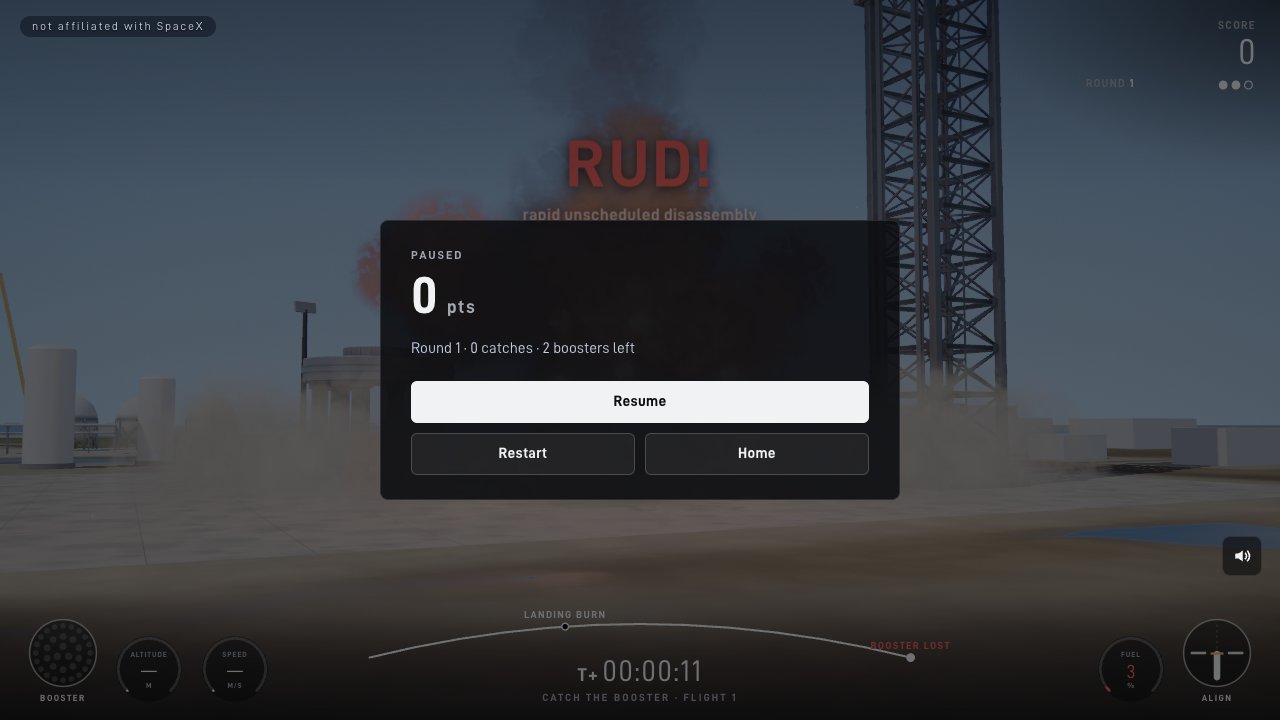 not affiliated with SpaceX
SCORE
0
ROUND 1
RUD!
rapid unscheduled disassembly
PAUSED
0 pts
Round 1 · 0 catches · 2 boosters left
Resume
Restart
Home
LANDING BURN
BOOSTER LOST
ALTITUDE
—
M
SPEED
—
M/S
BOOSTER
T+ 00:00:11
CATCH THE BOOSTER · FLIGHT 1
FUEL
3
%
ALIGN